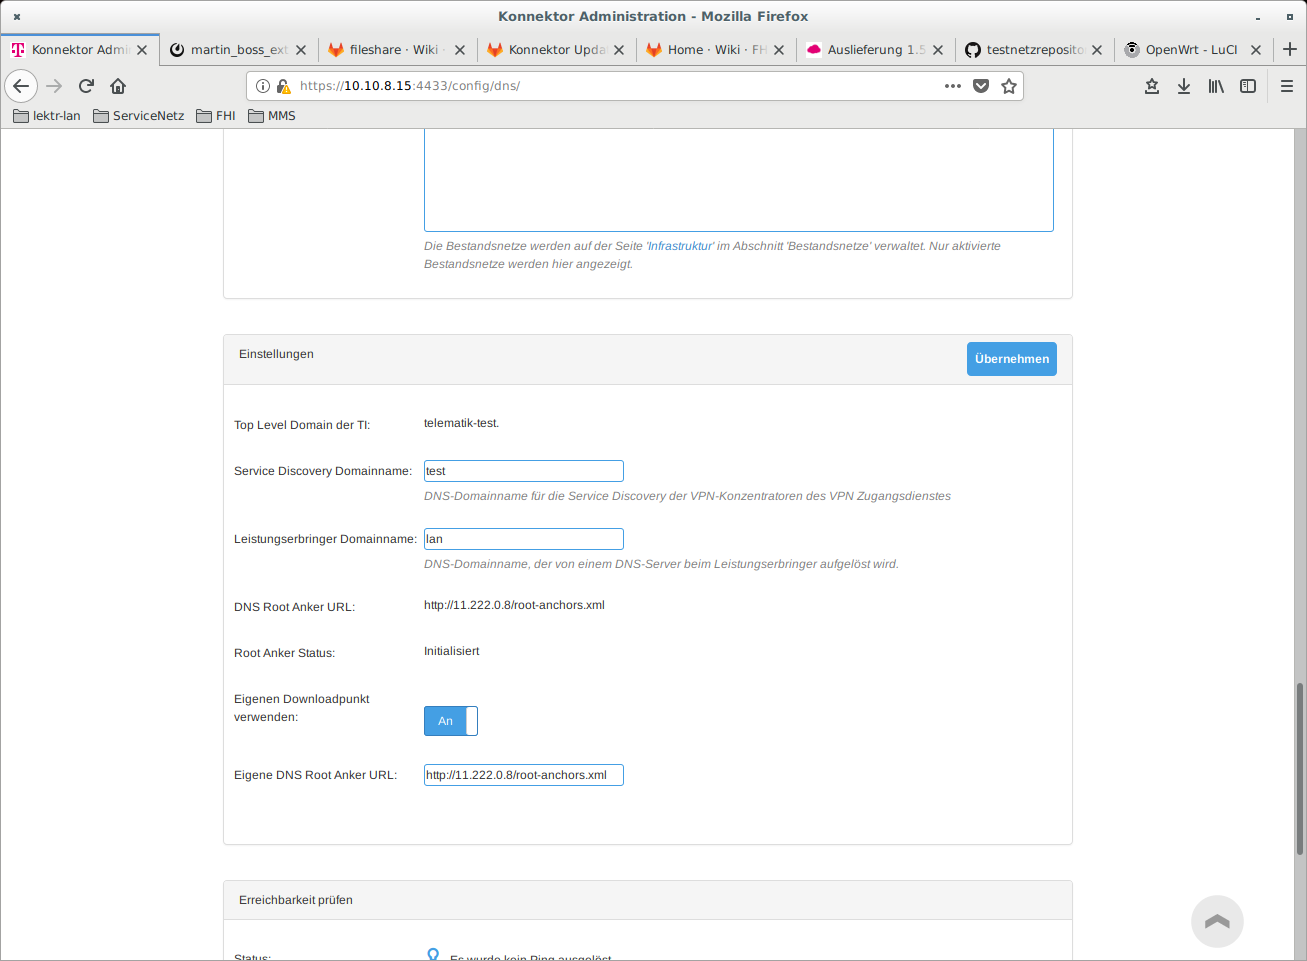 Konnektor Administration - Mozilla Firefox
Konnektor Admi
martin_boss_ext
fileshare · Wiki ·
Konnektor Upda
Home · Wiki · FH
Auslieferung 1.5
testnetzreposito
OpenWrt - LuCI
https://10.10.8.15:4433/config/dns/
lektr-lan
ServiceNetz
FHI
MMS
Die Bestandsnetze werden auf der Seite 'Infrastruktur' im Abschnitt 'Bestandsnetze' verwaltet. Nur aktivierte
Bestandsnetze werden hier angezeigt.
Einstellungen
Übernehmen
Top Level Domain der TI:
telematik-test.
Service Discovery Domainname:
test
DNS-Domainname für die Service Discovery der VPN-Konzentratoren des VPN Zugangsdienstes
Leistungserbringer Domainname:
lan
DNS-Domainname, der von einem DNS-Server beim Leistungserbringer aufgelöst wird.
DNS Root Anker URL:
http://11.222.0.8/root-anchors.xml
Root Anker Status:
Initialisiert
Eigenen Downloadpunkt
verwenden:
An
Eigene DNS Root Anker URL:
http://11.222.0.8/root-anchors.xml
Erreichbarkeit prüfen
Status:
Es wurde kein Ping ausgelöst